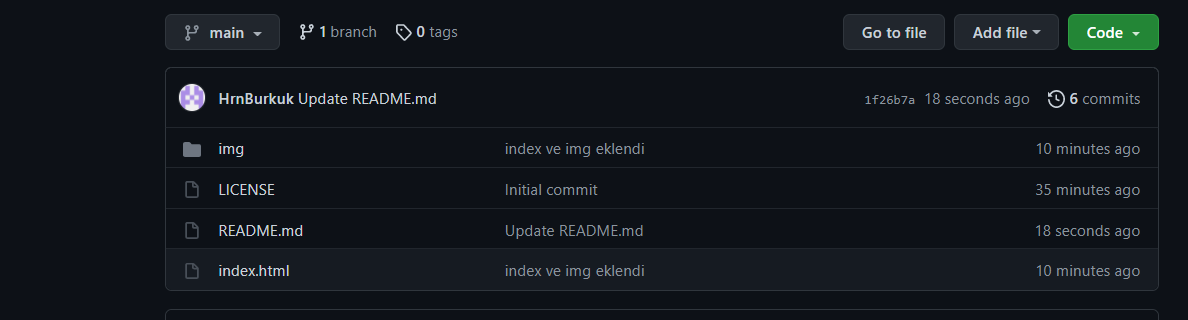 main 1 branch 0 tags Go to file Add file Code
HrnBurkuk Update README.md 1f26b7a 18 seconds ago 6 commits
img index ve img eklendi 10 minutes ago
LICENSE Initial commit 35 minutes ago
README.md Update README.md 18 seconds ago
index.html index ve img eklendi 10 minutes ago